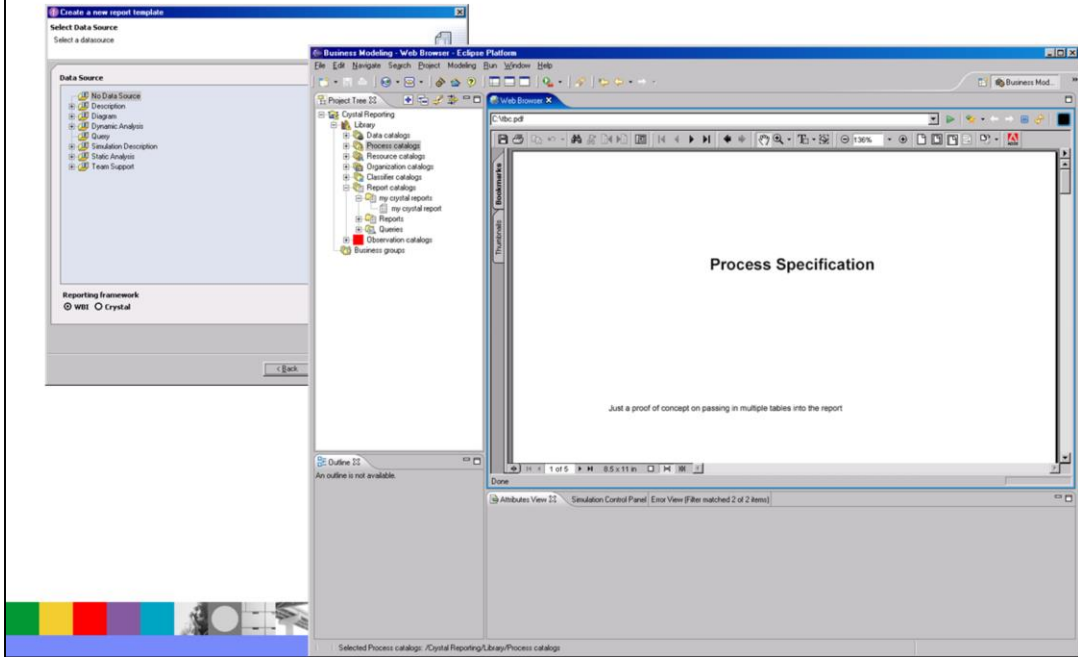 Create a new report template
Select Data Source
Select a datasource
Data Source
No Data Source
Description
Diagram
Dynamic Analysis
Query
Simulation Description
Static Analysis
Team Support
Reporting framework
WBI Crystal
< Back
Business Modeling - Web Browser - Eclipse Platform
File Edit Navigate Search Project Modeling Run Window Help
Business Mod...
Project Tree
Crystal Reporting
Library
Data catalogs
Process catalogs
Resource catalogs
Organization catalogs
Classifier catalogs
Report catalogs
my crystal reports
my crystal report
Reports
Queries
Observation catalogs
Business groups
Outline
An outline is not available.
Web Browser
136%
Bookmarks
Thumbnails
Process Specification
Just a proof of concept on passing in multiple tables into the report
1 of 5 8.5 x 11 in
Done
Attributes View Simulation Control Panel Error View (Filter matched 2 of 2 items)
Selected Process catalogs: /Crystal Reporting/Library/Process catalogs